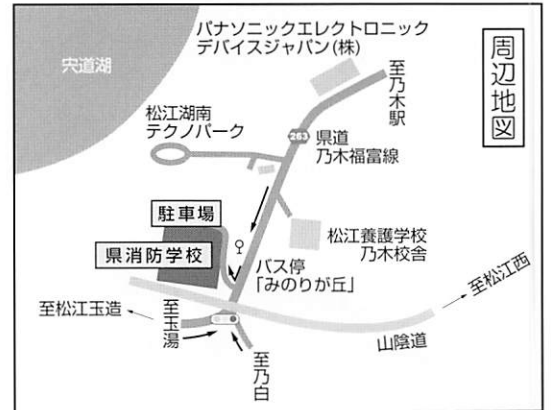 周辺地図
宍道湖
パナソニックエレクトロニック
デバイスジャパン(株)
至乃木駅
松江湖南
テクノパーク
263
県道
乃木福富線
駐車場
県消防学校
松江養護学校
乃木校舎
バス停
「みのりが丘」
至松江西
至松江玉造
至玉湯
山陰道
至乃白